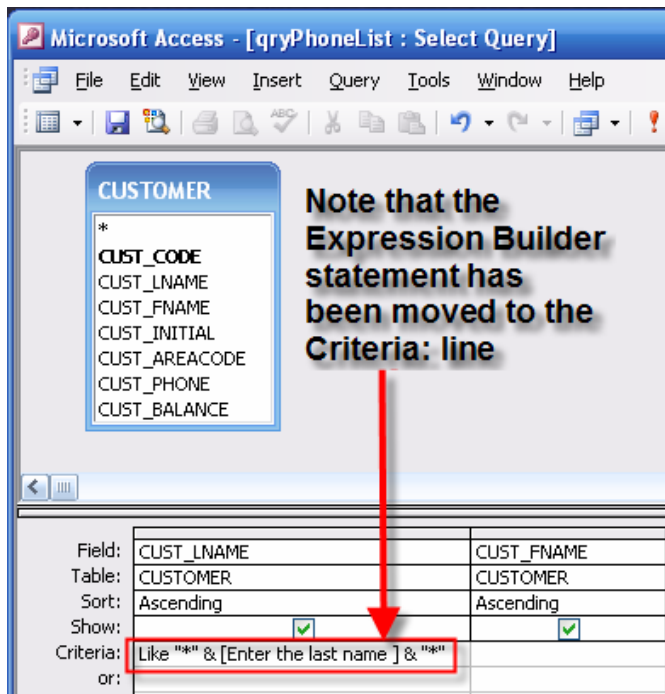 Microsoft Access - [qryPhoneList : Select Query]
File Edit View Insert Query Tools Window Help
ABC
CUSTOMER
*
CUST_CODE
CUST_LNAME
CUST_FNAME
CUST_INITIAL
CUST_AREACODE
CUST_PHONE
CUST_BALANCE
Note that the
Expression Builder
statement has
been moved to the
Criteria: line
Field: CUST_LNAME CUST_FNAME
Table: CUSTOMER CUSTOMER
Sort: Ascending Ascending
Show:
Criteria: Like "*" & [Enter the last name ] & "*"
or: